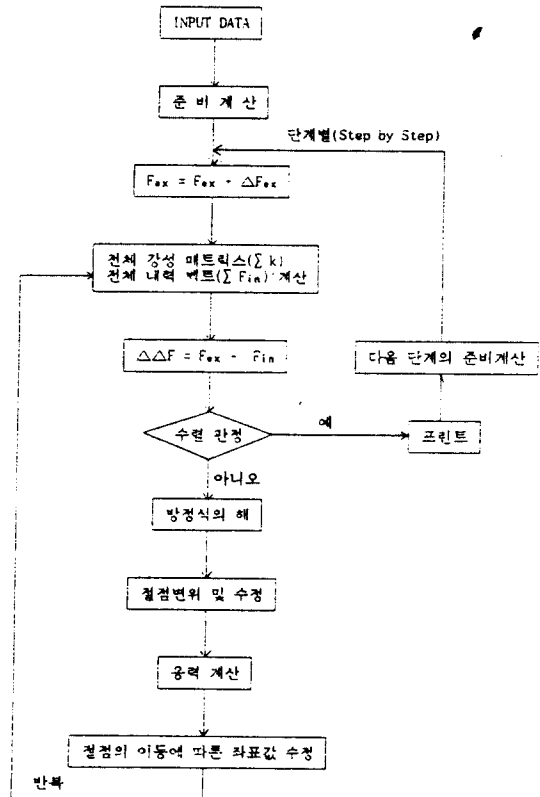 INPUT DATA
준 비 계 산
단계별(Step by Step)
Fex = Fex - △Fex
전체 강성 매트릭스(∑ k)
전체 내력 벡트(∑ Fin) 계산
△△F = Fex - Fin
다음 단계의 준비계산
수렴 판정
예
프린트
아니오
방정식의 해
절점변위 및 수정
응력 계산
절점의 이동에 따른 좌표값 수정
반복